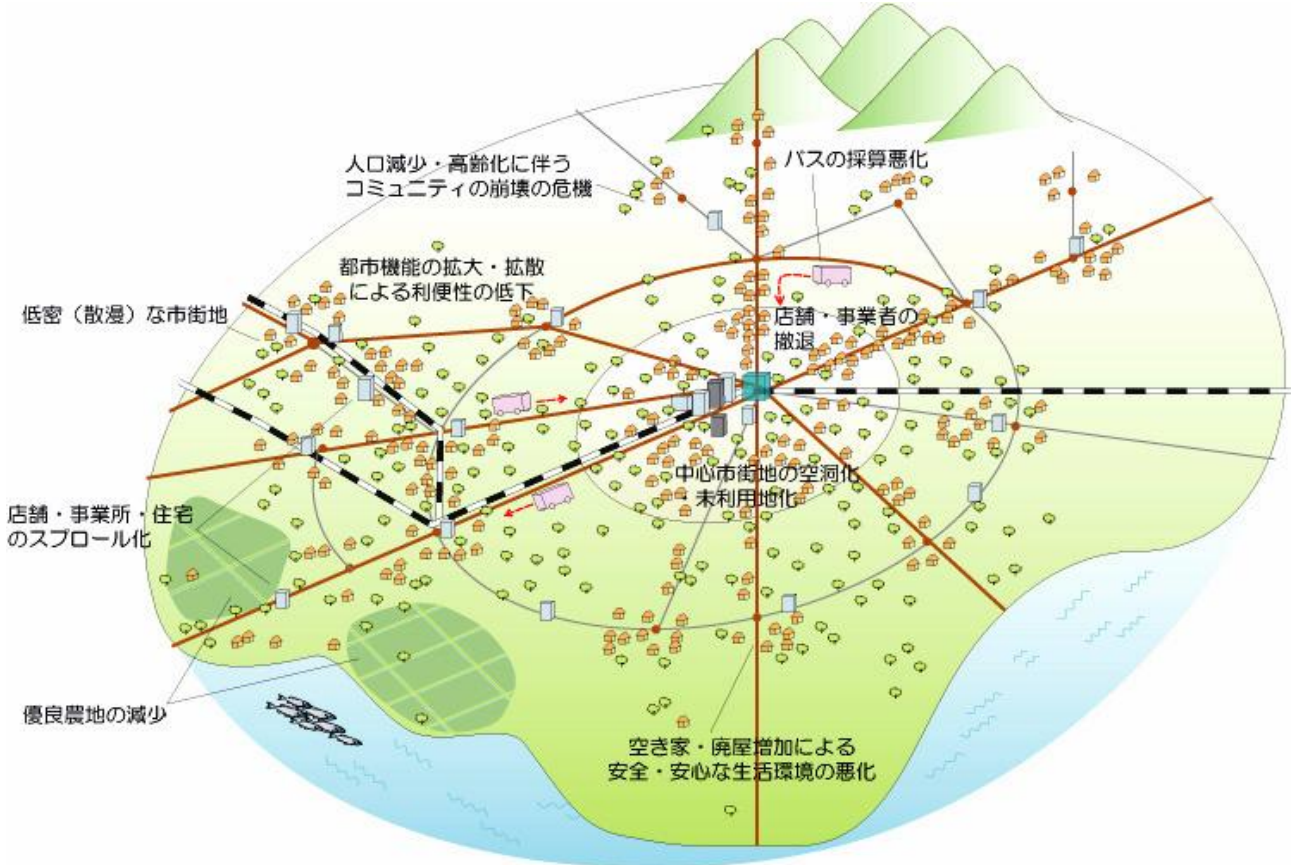 人口減少・高齢化に伴う
コミュニティの崩壊の危機
バスの採算悪化
都市機能の拡大・拡散
による利便性の低下
低密（散漫）な市街地
店舗・事業者の
撤退
中心市街地の空洞化
・未利用地化
店舗・事業所・住宅
のスプロール化
優良農地の減少
空き家・廃屋増加による
安全・安心な生活環境の悪化